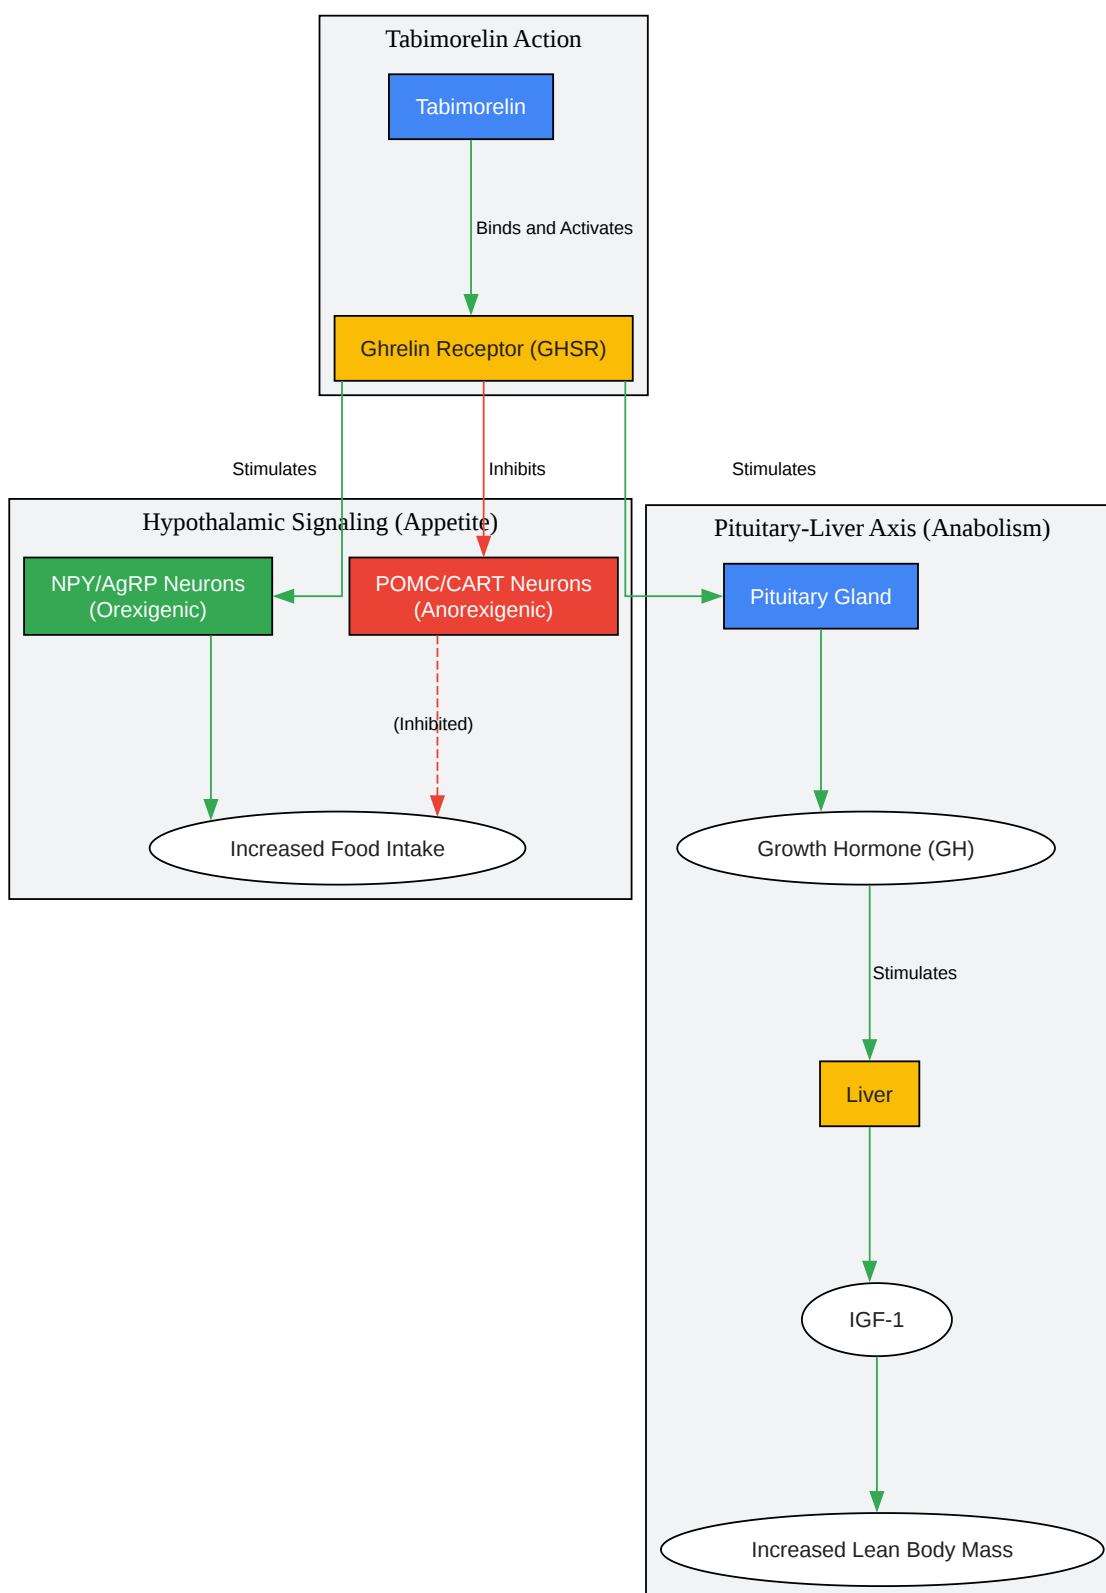 Tabimorelin Action
Tabimorelin
Binds and Activates
Ghrelin Receptor (GHSR)
Stimulates
Inhibits
Stimulates
Hypothalamic Signaling (Appetite)
NPY/AgRP Neurons
(Orexigenic)
POMC/CART Neurons
(Anorexigenic)
(Inhibited)
Increased Food Intake
Pituitary-Liver Axis (Anabolism)
Pituitary Gland
Growth Hormone (GH)
Stimulates
Liver
IGF-1
Increased Lean Body Mass